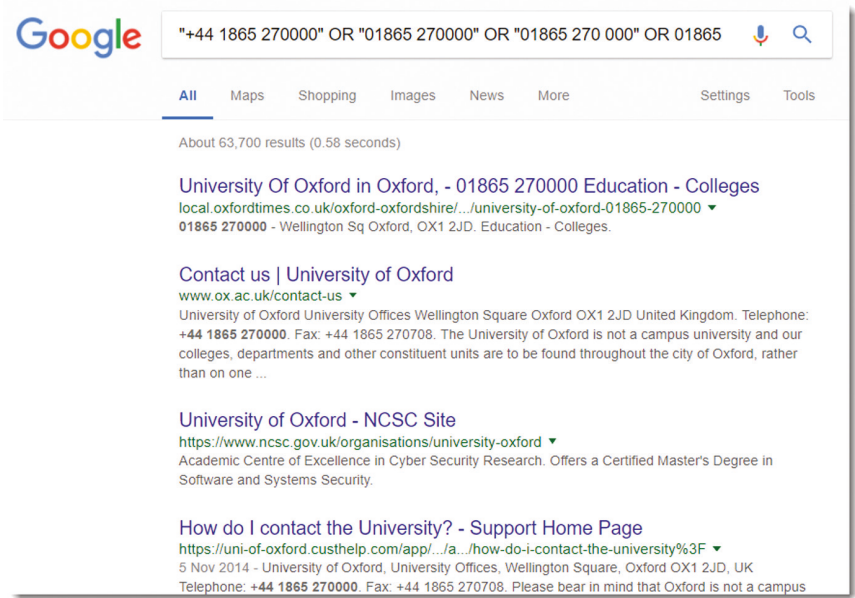 Google
"+44 1865 270000" OR "01865 270000" OR "01865 270 000" OR 01865
All Maps Shopping Images News More Settings Tools
About 63,700 results (0.58 seconds)
University Of Oxford in Oxford, - 01865 270000 Education - Colleges
local.oxfordtimes.co.uk/oxford-oxfordshire/.../university-of-oxford-01865-270000
01865 270000 - Wellington Sq Oxford, OX1 2JD. Education - Colleges.
Contact us | University of Oxford
www.ox.ac.uk/contact-us
University of Oxford University Offices Wellington Square Oxford OX1 2JD United Kingdom. Telephone:
+44 1865 270000. Fax: +44 1865 270708. The University of Oxford is not a campus university and our
colleges, departments and other constituent units are to be found throughout the city of Oxford, rather
than on one ...
University of Oxford - NCSC Site
https://www.ncsc.gov.uk/organisations/university-oxford
Academic Centre of Excellence in Cyber Security Research. Offers a Certified Master's Degree in
Software and Systems Security.
How do I contact the University? - Support Home Page
https://uni-of-oxford.custhelp.com/app/.../a.../how-do-i-contact-the-university%3F
5 Nov 2014 - University of Oxford, University Offices, Wellington Square, Oxford OX1 2JD, UK
Telephone: +44 1865 270000. Fax: +44 1865 270708. Please bear in mind that Oxford is not a campus